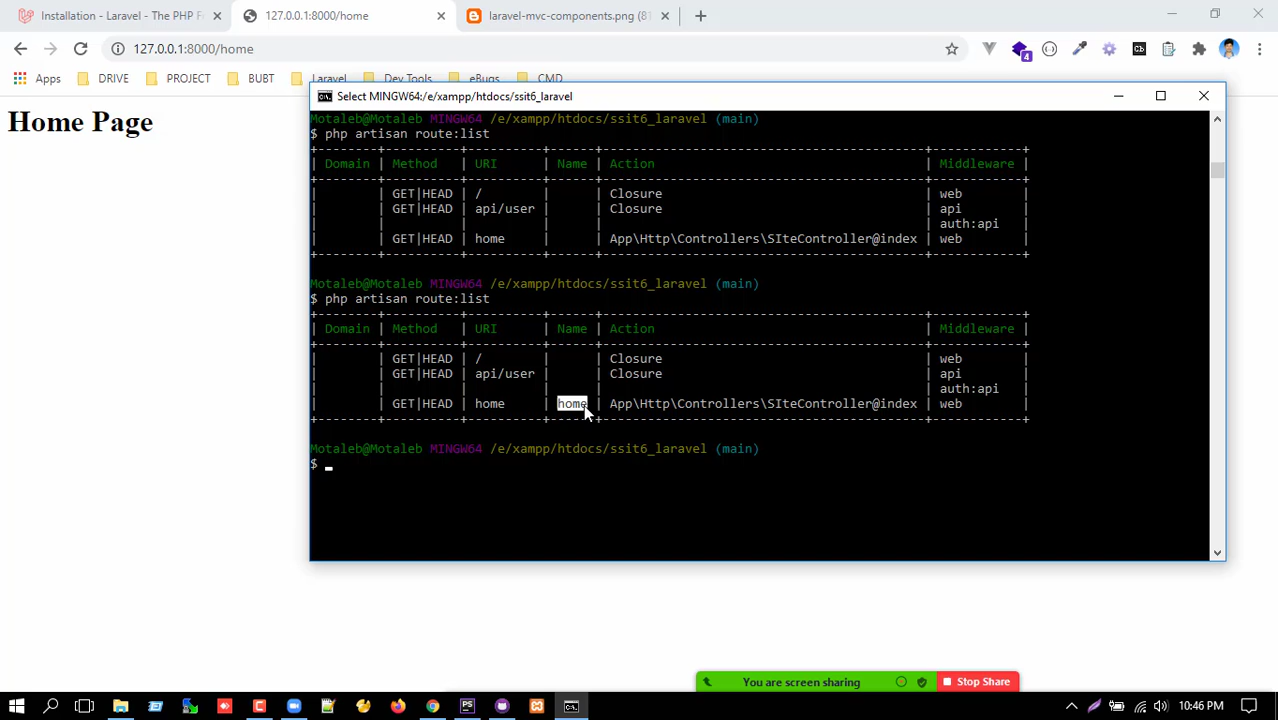 Installation - Laravel - The PHP F
127.0.0.1:8000/home
laravel-mvc-components.png (81
127.0.0.1:8000/home
4
Cb
Apps DRIVE PROJECT BUBT Laravel Dev Tools eBugs CMD
Home Page
Select MINGW64:/e/xampp/htdocs/ssit6_laravel
Motaleb@Motaleb MINGW64 /e/xampp/htdocs/ssit6_laravel (main)
$ php artisan route:list
+--------+----------+----------+------+------------------------------------------+------------+
| Domain | Method | URI | Name | Action | Middleware |
+--------+----------+----------+------+------------------------------------------+------------+
| | GET|HEAD | / | | Closure | web |
| | GET|HEAD | api/user | | Closure | api |
| | | | | | auth:api |
| | GET|HEAD | home | | App\Http\Controllers\SIteController@index | web |
+--------+----------+----------+------+------------------------------------------+------------+
Motaleb@Motaleb MINGW64 /e/xampp/htdocs/ssit6_laravel (main)
$ php artisan route:list
+--------+----------+----------+------+------------------------------------------+------------+
| Domain | Method | URI | Name | Action | Middleware |
+--------+----------+----------+------+------------------------------------------+------------+
| | GET|HEAD | / | | Closure | web |
| | GET|HEAD | api/user | | Closure | api |
| | | | | | auth:api |
| | GET|HEAD | home | home | App\Http\Controllers\SIteController@index | web |
+--------+----------+----------+------+------------------------------------------+------------+
Motaleb@Motaleb MINGW64 /e/xampp/htdocs/ssit6_laravel (main)
$ _
You are screen sharing Stop Share
10:46 PM